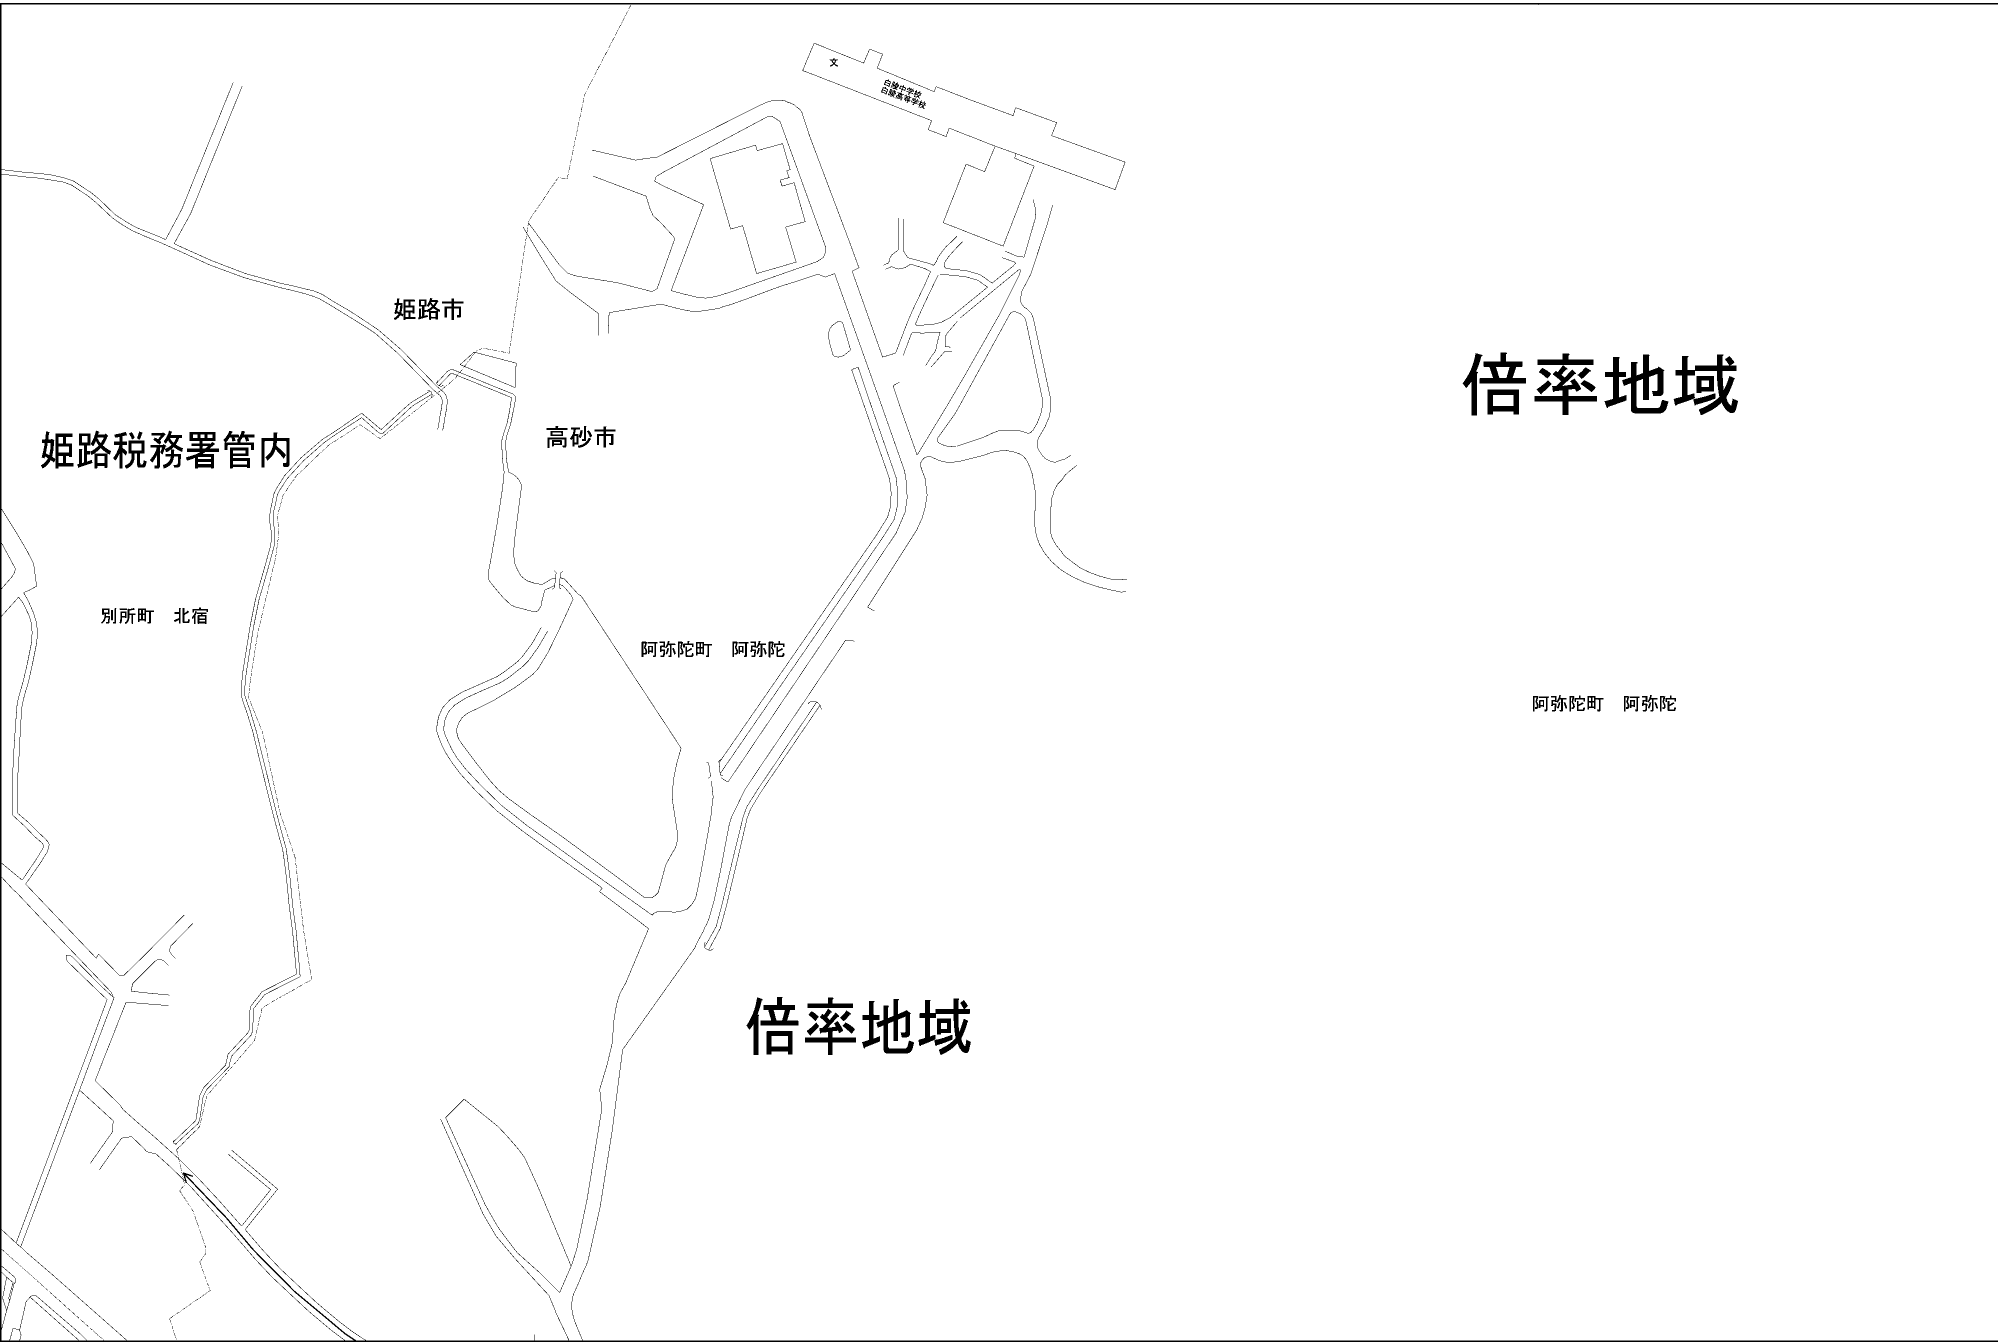 文
白陵中学校
白陵高等学校
姫路市
倍率地域
高砂市
姫路税務署管内
別所町　北宿
阿弥陀町　阿弥陀
阿弥陀町　阿弥陀
倍率地域